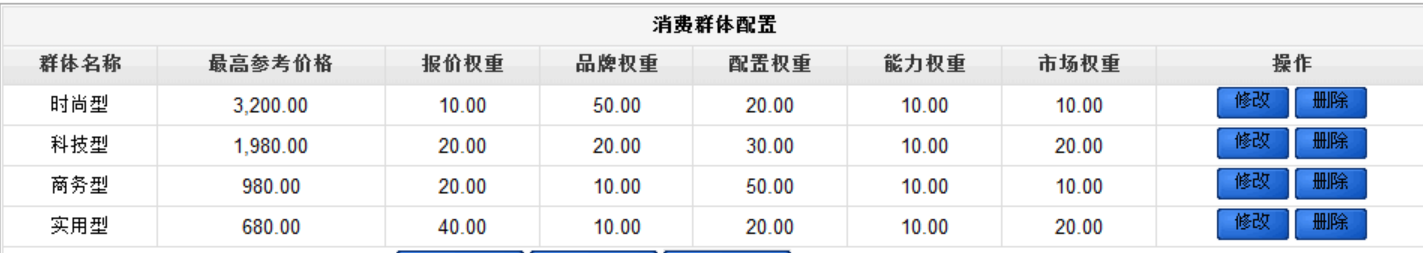 消费群体配置
群体名称 最高参考价格 报价权重 品牌权重 配置权重 能力权重 市场权重 操作
时尚型 3,200.00 10.00 50.00 20.00 10.00 10.00 修改 删除
科技型 1,980.00 20.00 20.00 30.00 10.00 20.00 修改 删除
商务型 980.00 20.00 10.00 50.00 10.00 10.00 修改 删除
实用型 680.00 40.00 10.00 20.00 10.00 20.00 修改 删除